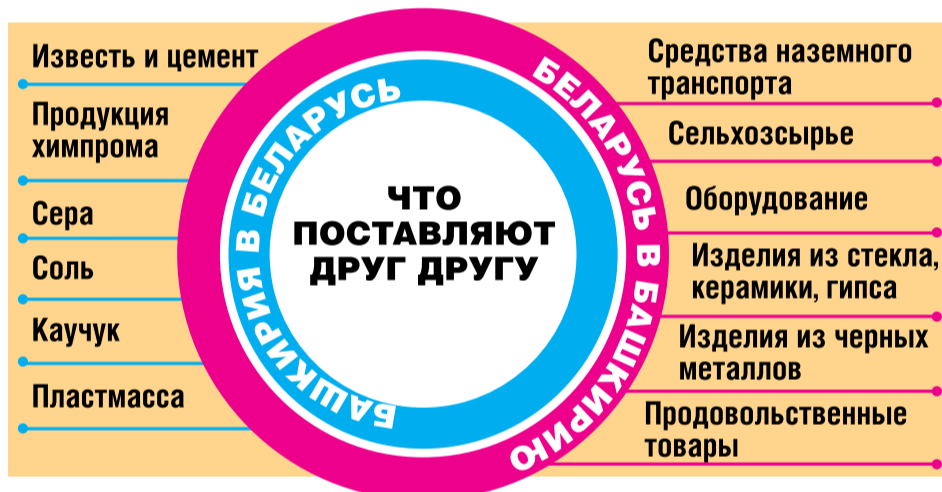 Известь и цемент
Продукция
химпрома
Сера
Соль
Каучук
Пластмасса
БАШКИРИЯ В БЕЛАРУСЬ
ЧТО
ПОСТАВЛЯЮТ
ДРУГ ДРУГУ
БЕЛАРУСЬ В БАШКИРИЮ
Средства наземного
транспорта
Сельхозсырье
Оборудование
Изделия из стекла,
керамики, гипса
Изделия из черных
металлов
Продовольственные
товары